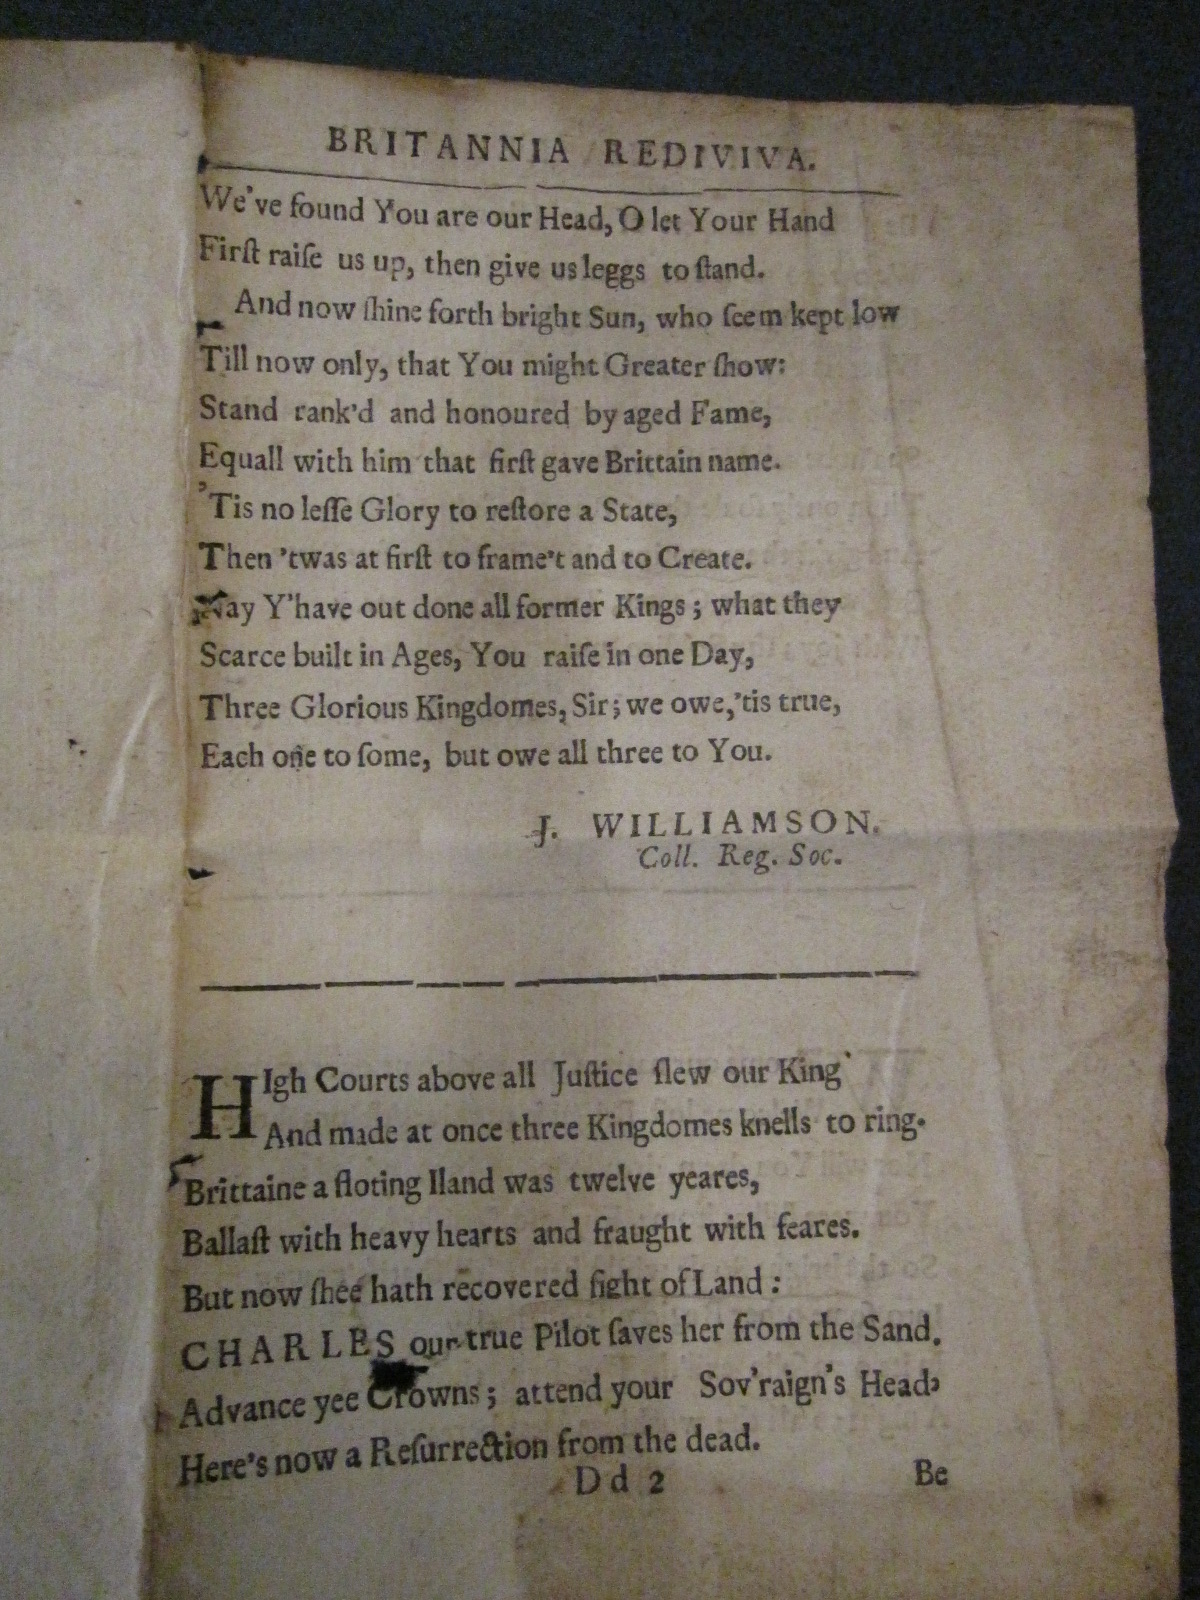 BRITANNIA REDIVIVA.
We've found You are our Head, O let Your Hand
Firſt raiſe us up, then give us leggs to ſtand.
And now ſhine forth bright Sun, who ſeem kept low
Till now only, that You might Greater ſhow:
Stand rank'd and honoured by aged Fame,
Equall with him that firſt gave Brittain name.
'Tis no leſſe Glory to reſtore a State,
Then 'twas at firſt to frame't and to Create.
Nay Y'have out done all former Kings; what they
Scarce built in Ages, You raiſe in one Day,
Three Glorious Kingdomes, Sir; we owe,'tis true,
Each one to ſome, but owe all three to You.
J. WILLIAMSON.
Coll. Reg. Soc.
HIgh Courts above all Juſtice ſlew our King
And made at once three Kingdomes knells to ring.
Brittaine a floting Iland was twelve yeares,
Ballaſt with heavy hearts and fraught with feares.
But now ſhee hath recovered ſight of Land:
CHARLES our true Pilot ſaves her from the Sand.
Advance yee Crowns; attend your Sov'raign's Head,
Here's now a Reſurrection from the dead.
Dd 2
Be